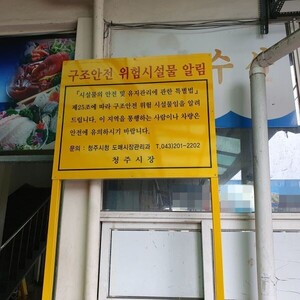 구조안전 위험시설물 알림
「시설물의 안전 및 유지관리에 관한 특별법」
제23조에 따라 구조안전 위험 시설물임을 알려
드립니다. 이 지역을 통행하는 사람이나 차량은
안전에 유의하시기 바랍니다.
문의 : 청주시청 도매시장관리과 T.043)201-2202
청주시장
수